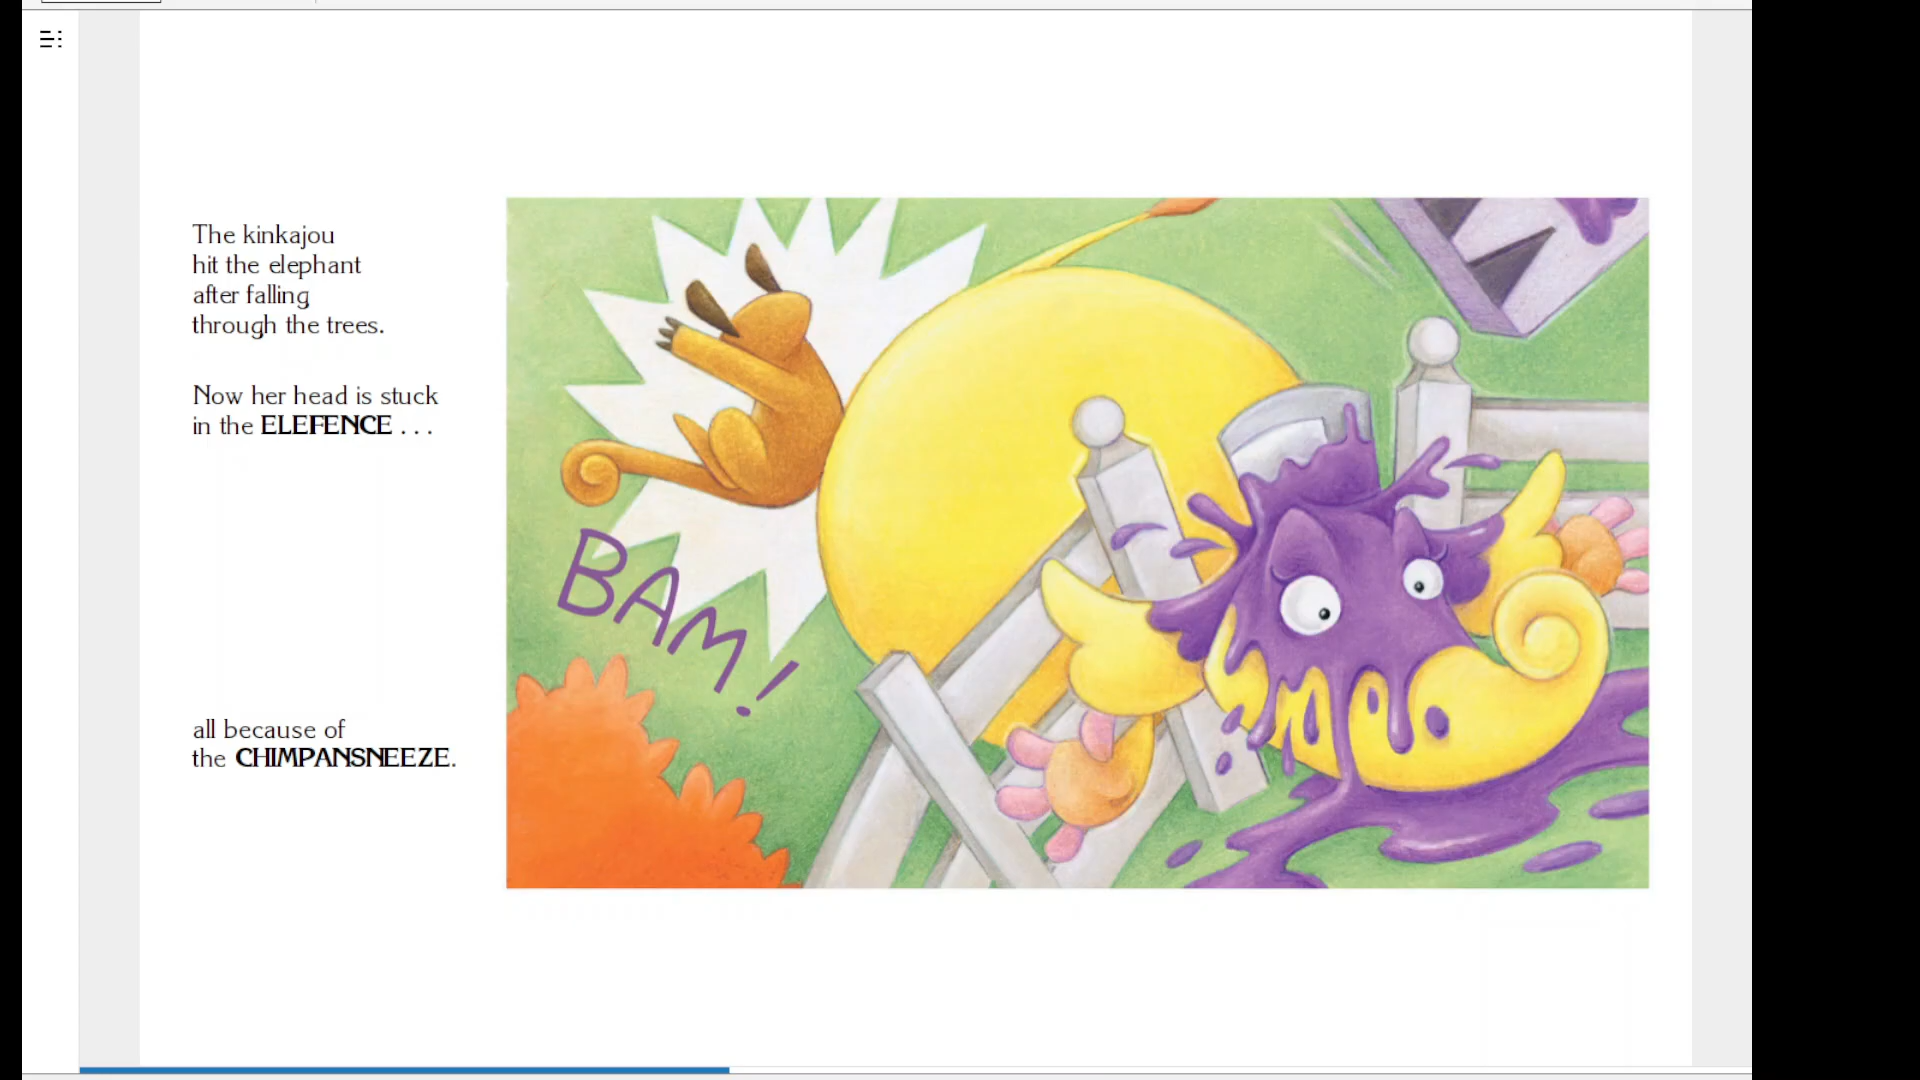 The kinkajou
hit the elephant
after falling
through the trees.
Now her head is stuck
in the ELEFENCE . . .
all because of
the CHIMPANSNEEZE.
BAM!